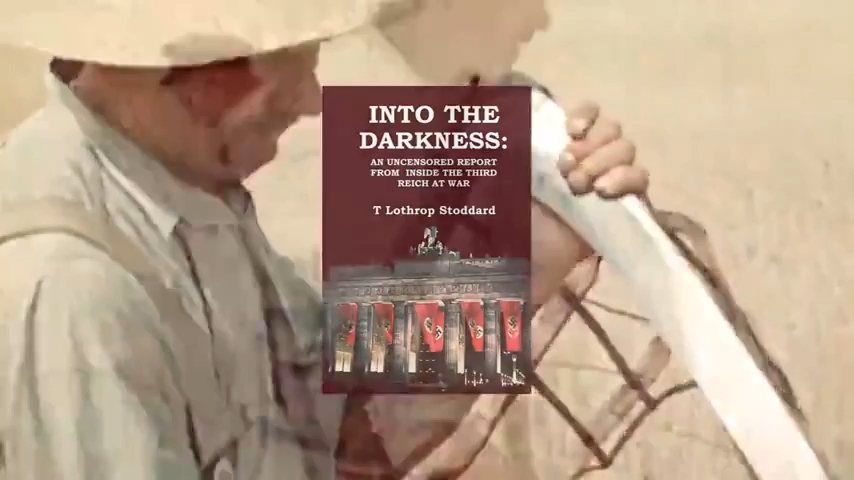 INTO THE
DARKNESS:
AN UNCENSORED REPORT
FROM INSIDE THE THIRD
REICH AT WAR
T Lothrop Stoddard